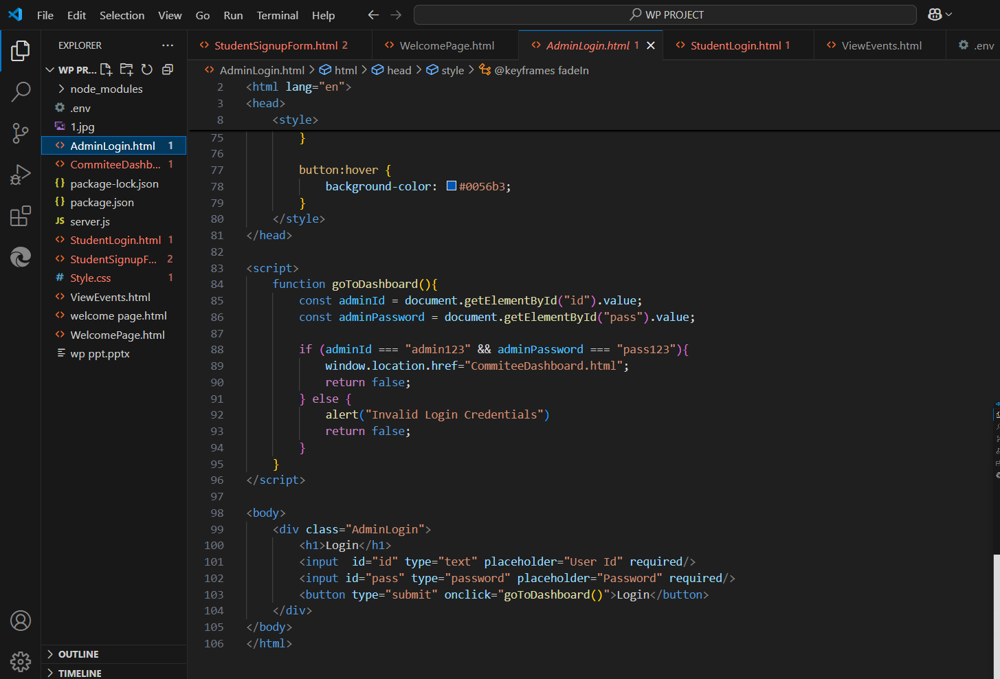 File Edit Selection View Go Run Terminal Help
WP PROJECT
EXPLORER
StudentSignupForm.html 2
WelcomePage.html
AdminLogin.html 1
StudentLogin.html 1
ViewEvents.html
.env
WP PR...
AdminLogin.html > html > head > style > @keyframes fadeIn
node_modules
.env
1.jpg
AdminLogin.html 1
CommiteeDashb... 1
package-lock.json
package.json
JS server.js
StudentLogin.html 1
StudentSignupF... 2
# Style.css 1
ViewEvents.html
welcome page.html
WelcomePage.html
wp ppt.pptx
OUTLINE
TIMELINE
2 <html lang="en">
3 <head>
8 <style>
75 }
76
77 button:hover {
78 background-color: #0056b3;
79 }
80 </style>
81 </head>
82
83 <script>
84 function goToDashboard(){
85 const adminId = document.getElementById("id").value;
86 const adminPassword = document.getElementById("pass").value;
87
88 if (adminId === "admin123" && adminPassword === "pass123"){
89 window.location.href="CommiteeDashboard.html";
90 return false;
91 } else {
92 alert("Invalid Login Credentials")
93 return false;
94 }
95 }
96 </script>
97
98 <body>
99 <div class="AdminLogin">
100 <h1>Login</h1>
101 <input  id="id" type="text" placeholder="User Id" required/>
102 <input id="pass" type="password" placeholder="Password" required/>
103 <button type="submit" onclick="goToDashboard()">Login</button>
104 </div>
105 </body>
106 </html>